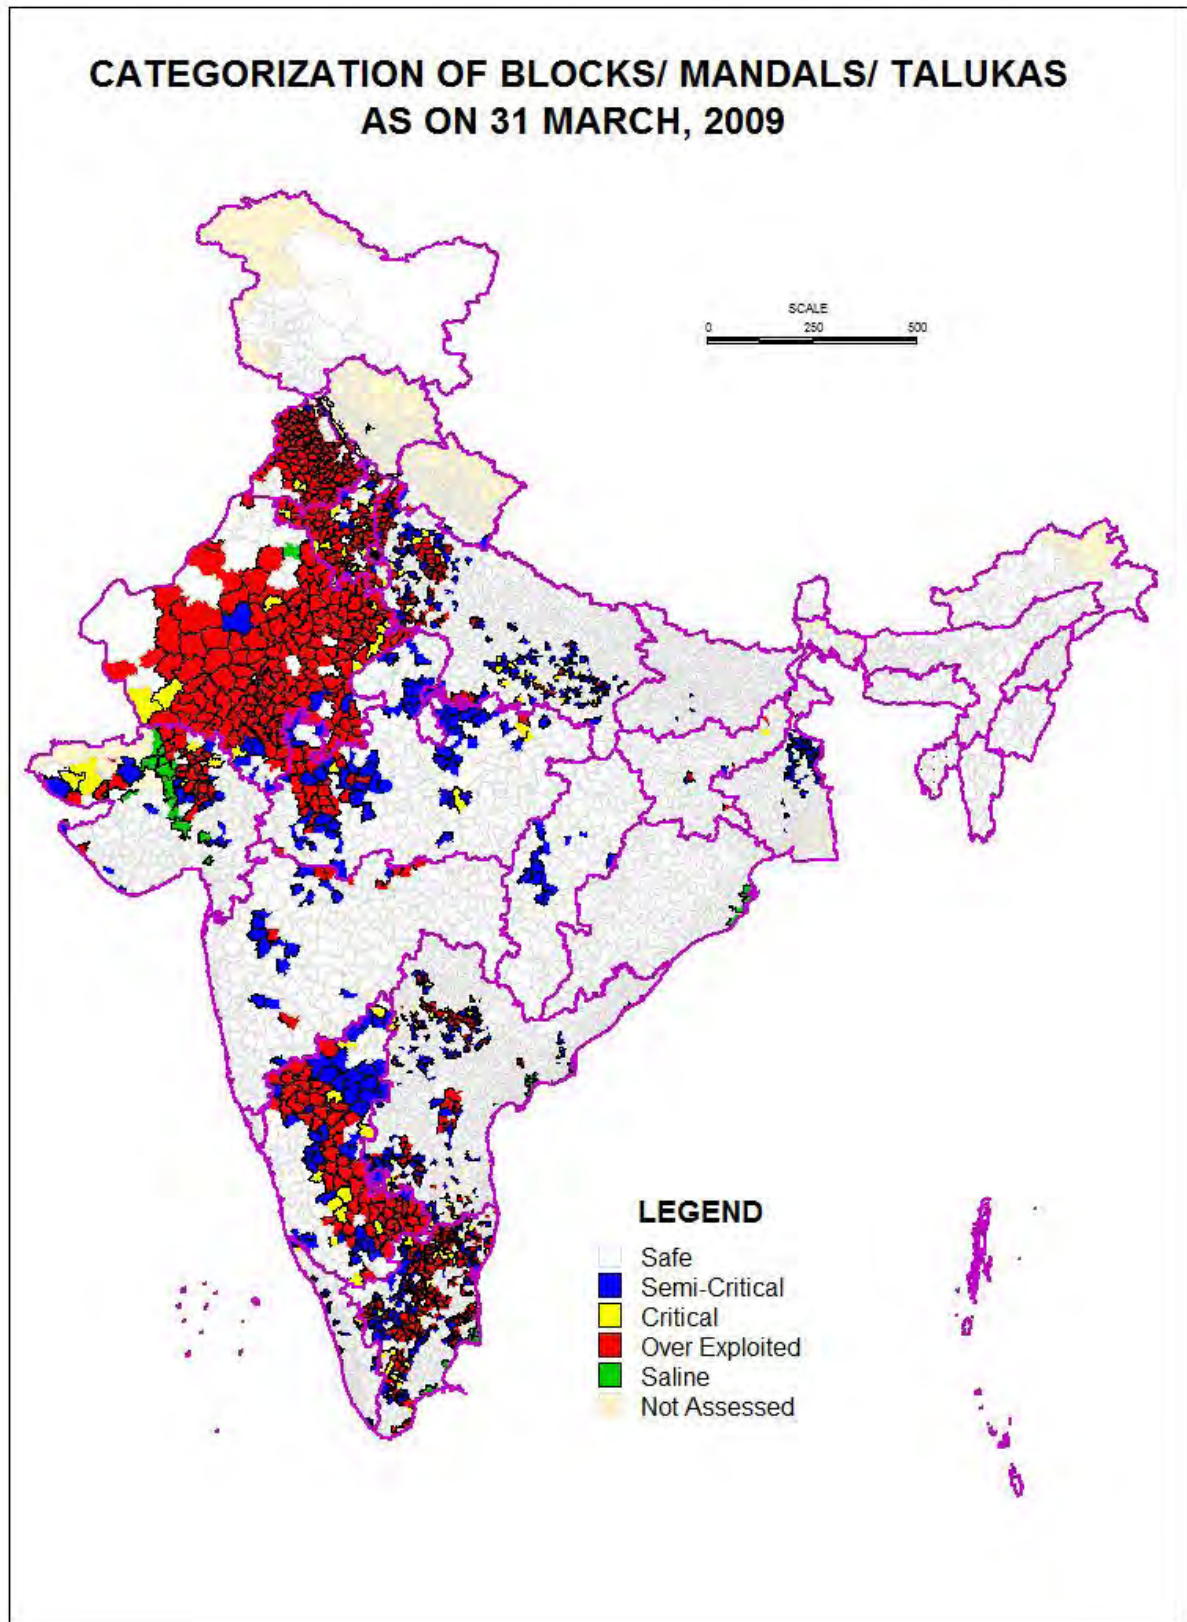 CATEGORIZATION OF BLOCKS/ MANDALS/ TALUKAS
AS ON 31 MARCH, 2009
SCALE
0 250 500
LEGEND
Safe
Semi-Critical
Critical
Over Exploited
Saline
Not Assessed